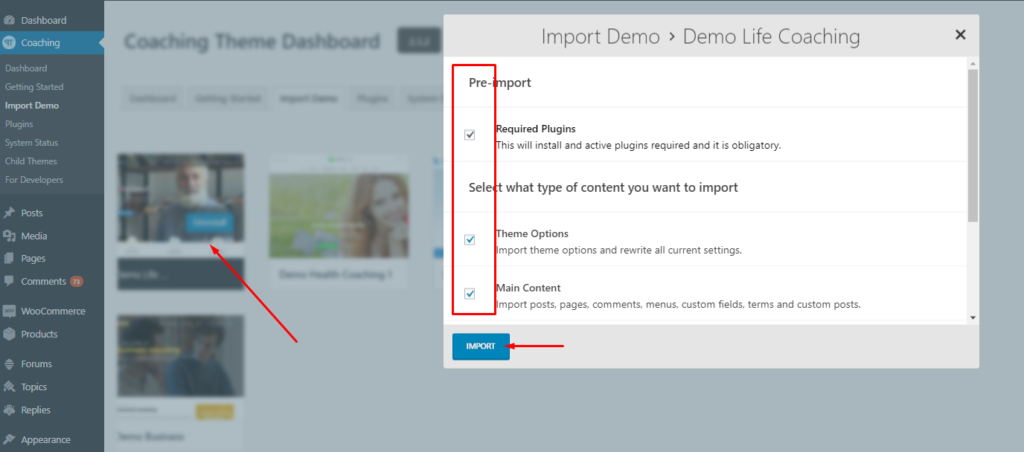 Dashboard
Coaching
Dashboard
Getting Started
Import Demo
Plugins
System Status
Child Themes
For Developers
Posts
Media
Pages
Comments 73
WooCommerce
Products
Forums
Topics
Replies
Appearance
Coaching Theme Dashboard
Dashboard
Getting Started
Import Demo
Plugins
System
Demo Life ...
Demo Health Coaching 1
Demo Business
Import Demo > Demo Life Coaching
Pre-import
Required Plugins
This will install and active plugins required and it is obligatory.
Select what type of content you want to import
Theme Options
Import theme options and rewrite all current settings.
Main Content
Import posts, pages, comments, menus, custom fields, terms and custom posts.
IMPORT